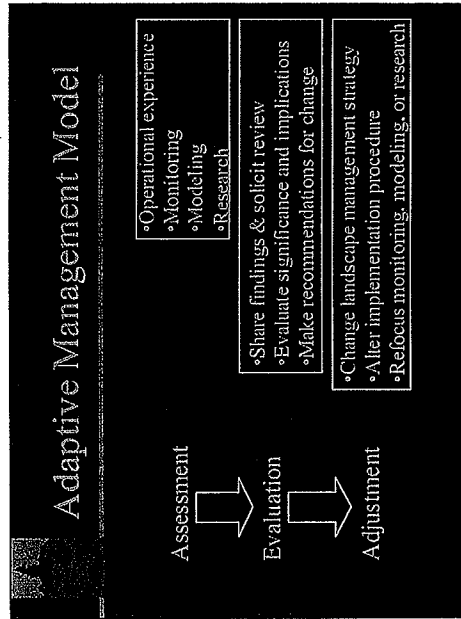 Adaptive Management Model
Assessment
•Operational experience
•Monitoring
•Modeling
•Research
Evaluation
•Share findings & solicit review
•Evaluate significance and implications
•Make recommendations for change
Adjustment
•Change landscape management strategy
•Alter implementation procedure
•Refocus monitoring, modeling, or research